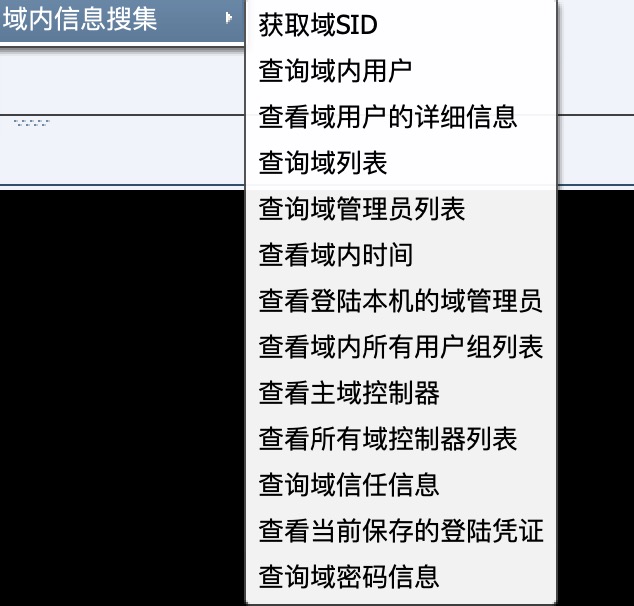 域内信息搜集
获取域SID
查询域内用户
查看域用户的详细信息
查询域列表
查询域管理员列表
查看域内时间
查看登陆本机的域管理员
查看域内所有用户组列表
查看主域控制器
查看所有域控制器列表
查询域信任信息
查看当前保存的登陆凭证
查询域密码信息